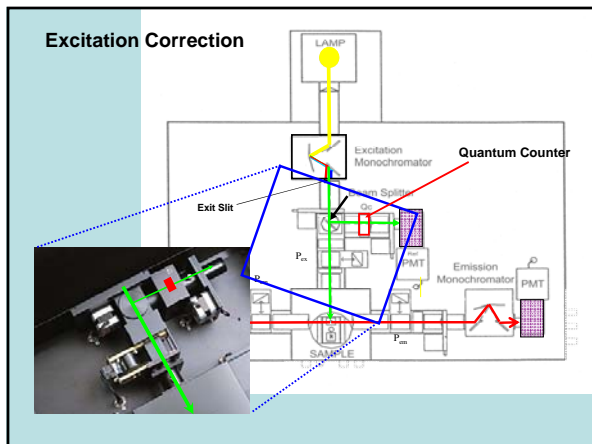 Excitation Correction
LAMP
Excitation
Monochromator
Quantum Counter
Exit Slit
Beam Splitter
Qc
Pex
Ref
PMT
Emission
Monochromator
PMT
Pem
SAMPLE